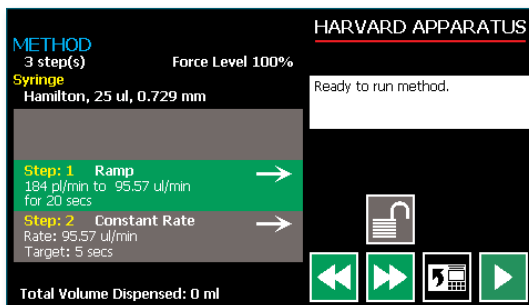 HARVARD APPARATUS
METHOD
3 step(s) Force Level 100%
Syringe
Hamilton, 25 ul, 0.729 mm
Ready to run method.
Step: 1 Ramp
184 pl/min to 95.57 ul/min
for 20 secs
Step: 2 Constant Rate
Rate: 95.57 ul/min
Target: 5 secs
Total Volume Dispensed: 0 ml